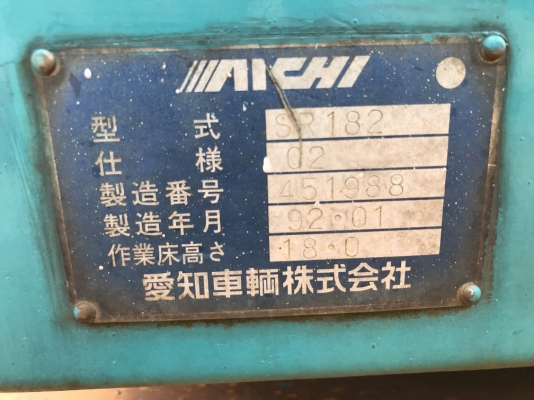 AICHI
型式 SR182
仕様 02
製造番号 451988
製造年月 92・01
作業床高さ 18・0
愛知車輌株式会社